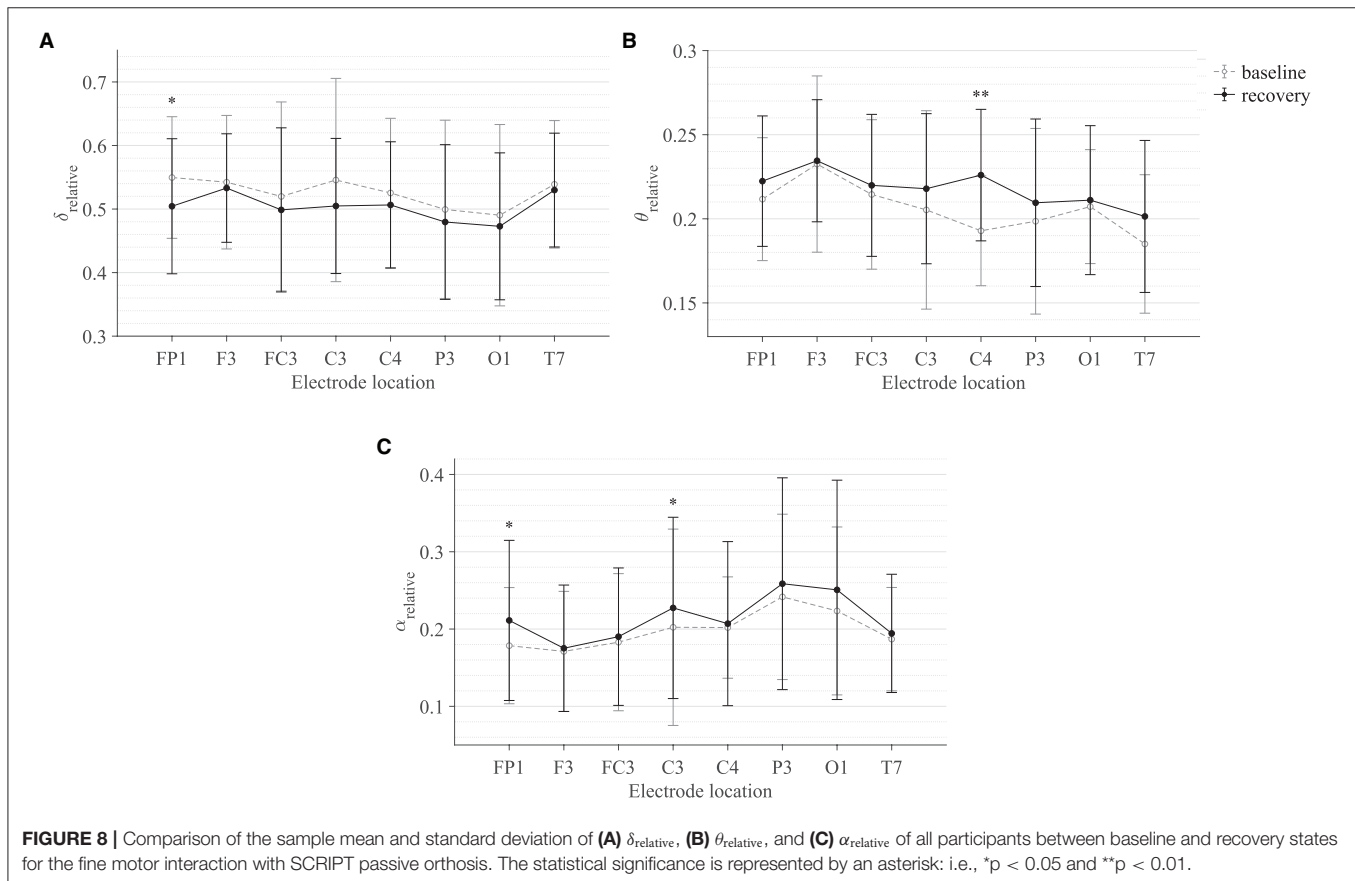 A
B
0.7
0.6
0.5
0.4
0.3
δrelative
*
FP1 F3 FC3 C3 C4 P3 O1 T7
Electrode location
0.3
0.25
0.2
0.15
θrelative
**
FP1 F3 FC3 C3 C4 P3 O1 T7
Electrode location
baseline
recovery
C
0.4
0.3
0.2
0.1
αrelative
* *
FP1 F3 FC3 C3 C4 P3 O1 T7
Electrode location
FIGURE 8 | Comparison of the sample mean and standard deviation of (A) δrelative, (B) θrelative, and (C) αrelative of all participants between baseline and recovery states
for the fine motor interaction with SCRIPT passive orthosis. The statistical significance is represented by an asterisk: i.e., *p < 0.05 and **p < 0.01.